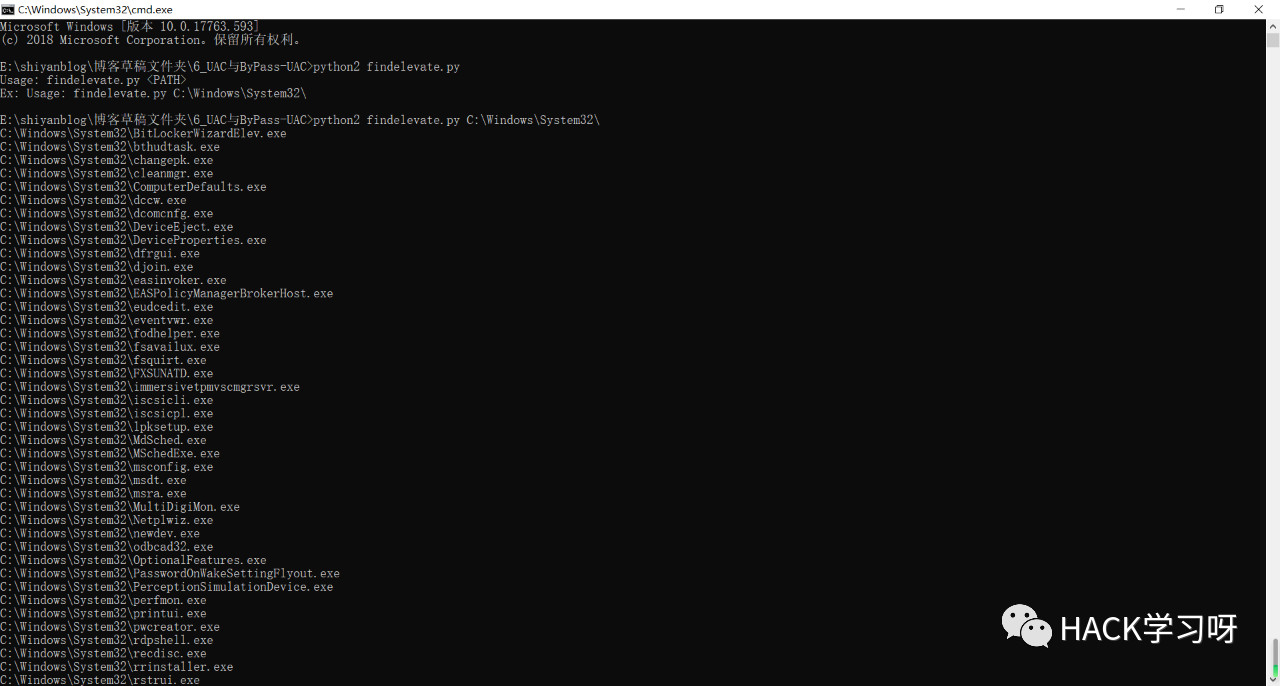 C:\Windows\System32\cmd.exe
Microsoft Windows [版本 10.0.17763.593]
(c) 2018 Microsoft Corporation。保留所有权利。
E:\shiyanblog\博客草稿文件夹\6_UAC与ByPass-UAC>python2 findelevate.py
Usage: findelevate.py <PATH>
Ex: Usage: findelevate.py C:\Windows\System32\
E:\shiyanblog\博客草稿文件夹\6_UAC与ByPass-UAC>python2 findelevate.py C:\Windows\System32\
C:\Windows\System32\BitLockerWizardElev.exe
C:\Windows\System32\bthudtask.exe
C:\Windows\System32\changepk.exe
C:\Windows\System32\cleanmgr.exe
C:\Windows\System32\ComputerDefaults.exe
C:\Windows\System32\dccw.exe
C:\Windows\System32\dcomcnfg.exe
C:\Windows\System32\DeviceEject.exe
C:\Windows\System32\DeviceProperties.exe
C:\Windows\System32\dfrgui.exe
C:\Windows\System32\djoin.exe
C:\Windows\System32\easinvoker.exe
C:\Windows\System32\EASPolicyManagerBrokerHost.exe
C:\Windows\System32\eudcedit.exe
C:\Windows\System32\eventvwr.exe
C:\Windows\System32\fodhelper.exe
C:\Windows\System32\fsavailux.exe
C:\Windows\System32\fsquirt.exe
C:\Windows\System32\FXSUNATD.exe
C:\Windows\System32\immersivetpmvscmgrsvr.exe
C:\Windows\System32\iscsicli.exe
C:\Windows\System32\iscsicpl.exe
C:\Windows\System32\lpksetup.exe
C:\Windows\System32\MdSched.exe
C:\Windows\System32\MSchedExe.exe
C:\Windows\System32\msconfig.exe
C:\Windows\System32\msdt.exe
C:\Windows\System32\msra.exe
C:\Windows\System32\MultiDigiMon.exe
C:\Windows\System32\Netplwiz.exe
C:\Windows\System32\newdev.exe
C:\Windows\System32\odbcad32.exe
C:\Windows\System32\OptionalFeatures.exe
C:\Windows\System32\PasswordOnWakeSettingFlyout.exe
C:\Windows\System32\PerceptionSimulationDevice.exe
C:\Windows\System32\perfmon.exe
C:\Windows\System32\printui.exe
C:\Windows\System32\pwcreator.exe
C:\Windows\System32\rdpshell.exe
C:\Windows\System32\recdisc.exe
C:\Windows\System32\rrinstaller.exe
C:\Windows\System32\rstrui.exe
HACK学习呀